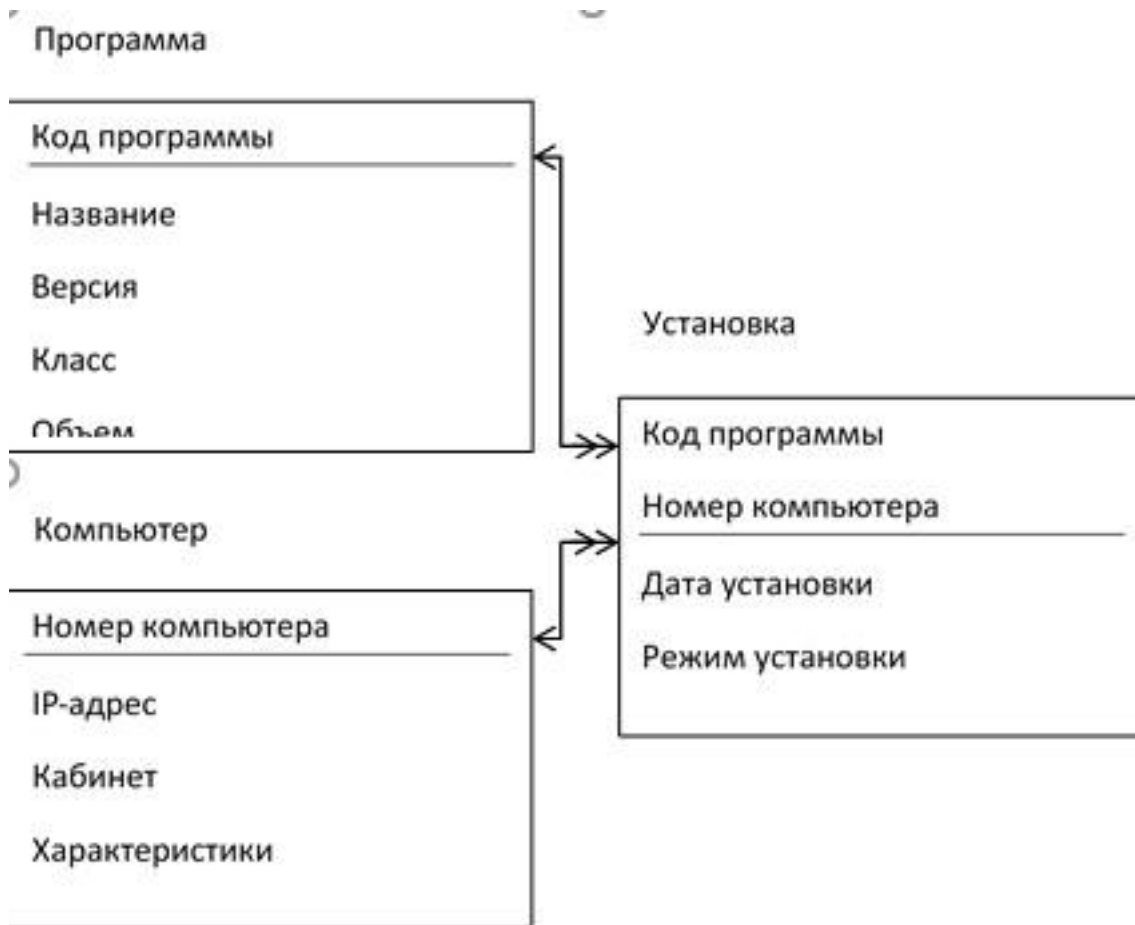 Программа
Код программы
Название
Версия
Класс
Объем
Компьютер
Номер компьютера
IP-адрес
Кабинет
Характеристики
Установка
Код программы
Номер компьютера
Дата установки
Режим установки